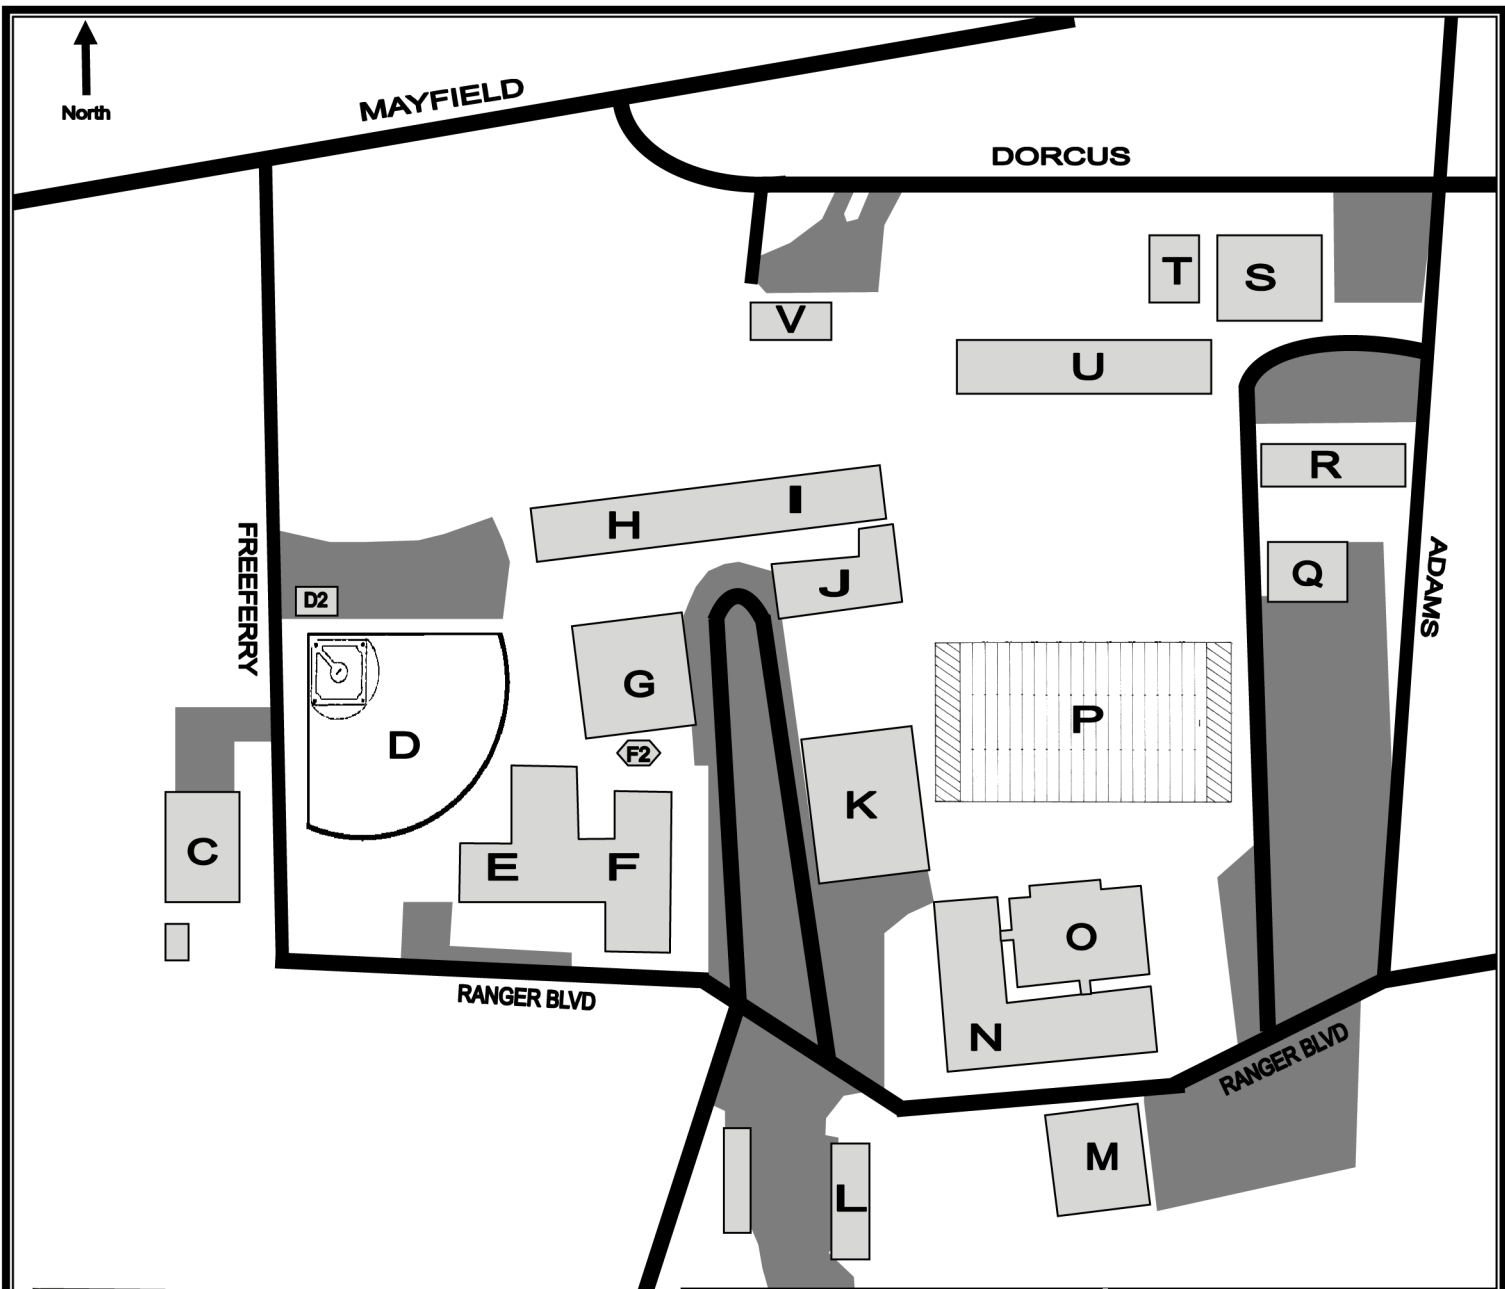 North
MAYFIELD
DORCUS
T
S
V
U
R
I
H
FREEFERRY
ADAMS
Q
J
D2
G
P
D
F2
K
C
E
F
O
RANGER BLVD
N
RANGER BLVD
M
L